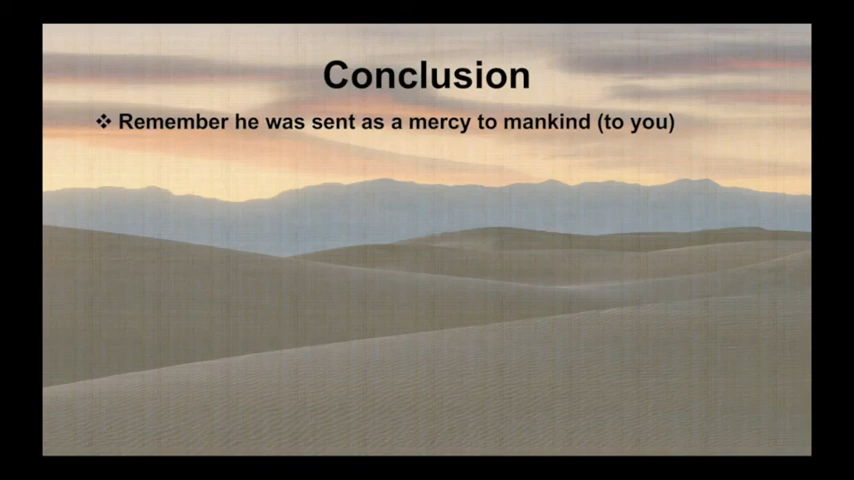 Conclusion
❖ Remember he was sent as a mercy to mankind (to you)